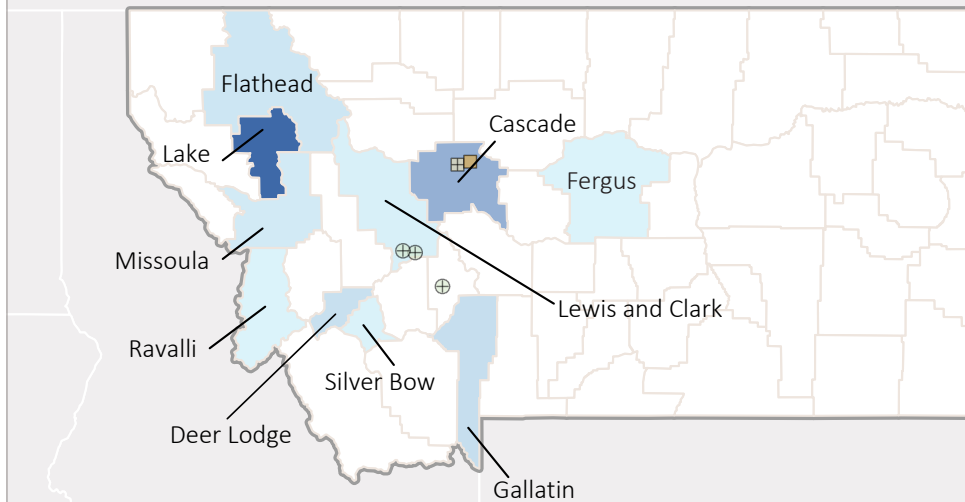 Flathead
Cascade
Lake
Fergus
Missoula
Lewis and Clark
Ravalli
Silver Bow
Deer Lodge
Gallatin